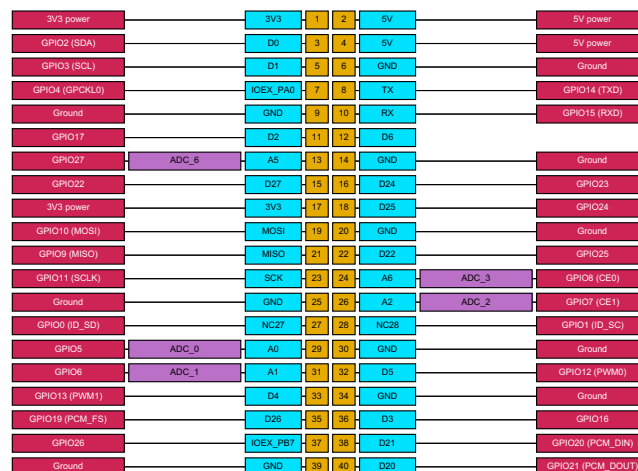 3V3 power 3V3 1 2 5V 5V power
GPIO2 (SDA) D0 3 4 5V 5V power
GPIO3 (SCL) D1 5 6 GND Ground
GPIO4 (GPCKL0) IOEX_PA0 7 8 TX GPIO14 (TXD)
Ground GND 9 10 RX GPIO15 (RXD)
GPIO17 D2 11 12 D6
GPIO27 ADC_6 A5 13 14 GND Ground
GPIO22 D27 15 16 D24 GPIO23
3V3 power 3V3 17 18 D25 GPIO24
GPIO10 (MOSI) MOSI 19 20 GND Ground
GPIO9 (MISO) MISO 21 22 D22 GPIO25
GPIO11 (SCLK) SCK 23 24 A6 ADC_3 GPIO8 (CE0)
Ground GND 25 26 A2 ADC_2 GPIO7 (CE1)
GPIO0 (ID_SD) NC27 27 28 NC28 GPIO1 (ID_SC)
GPIO5 ADC_0 A0 29 30 GND Ground
GPIO6 ADC_1 A1 31 32 D5 GPIO12 (PWM0)
GPIO13 (PWM1) D4 33 34 GND Ground
GPIO19 (PCM_FS) D26 35 36 D3 GPIO16
GPIO26 IOEX_PB7 37 38 D21 GPIO20 (PCM_DIN)
Ground GND 39 40 D20 GPIO21 (PCM_DOUT)